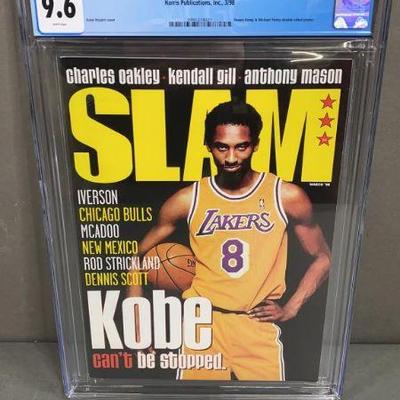 9.6
Harris Publications, Inc., 3/98
charles oakley • kendall gill • anthony mason
SLAM
MARCH '98
IVERSON
CHICAGO BULLS
MCADOO
NEW MEXICO
ROD STRICKLAND
DENNIS SCOTT
LAKERS
8
Kobe
can't be stopped.